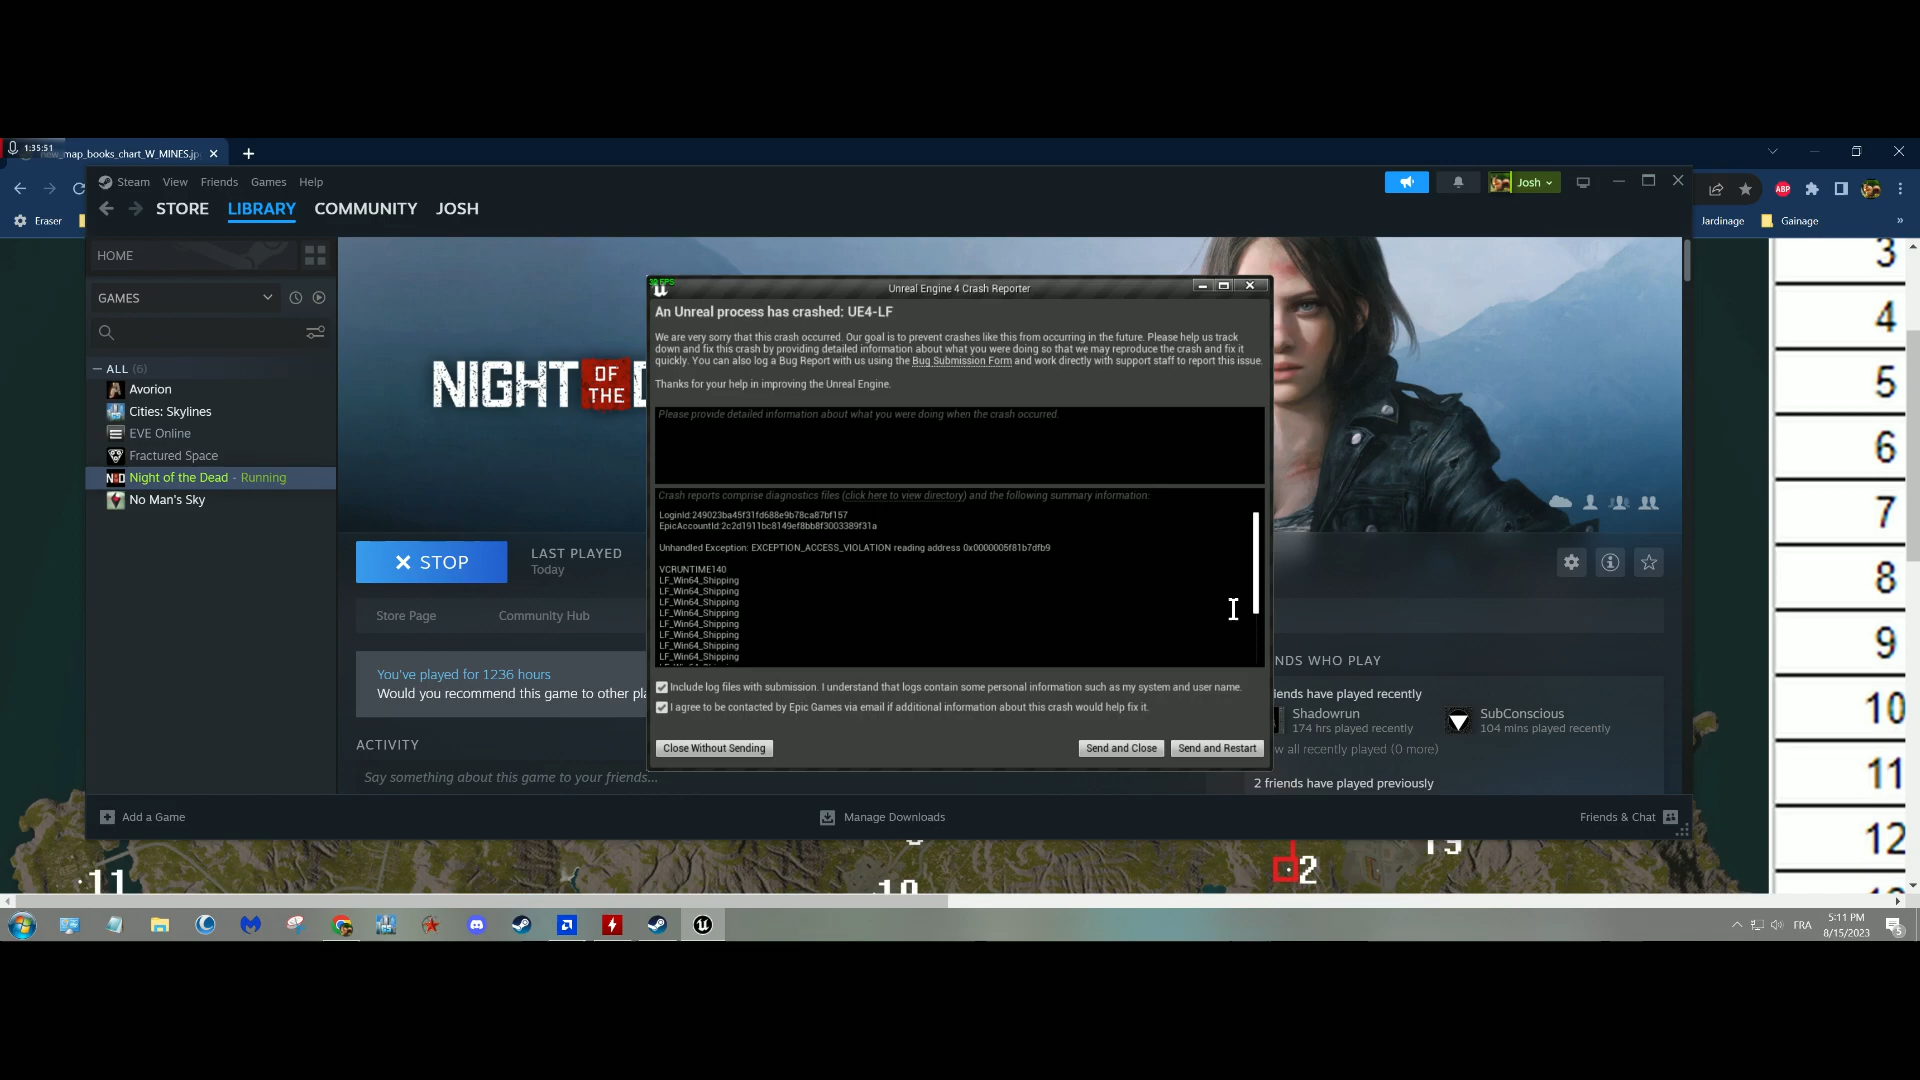 1:35:51
new_map_books_chart_W_MINES.jp
Steam View Friends Games Help
Josh
STORE LIBRARY COMMUNITY JOSH
ABP
Eraser
Jardinage
Gainage
HOME
GAMES
ALL (6)
Avorion
Cities: Skylines
EVE Online
Fractured Space
Night of the Dead - Running
No Man's Sky
NIGHT OF THE D
STOP
LAST PLAYED
Today
Store Page
Community Hub
You've played for 1236 hours
Would you recommend this game to other pl
ACTIVITY
Say something about this game to your friends...
Unreal Engine 4 Crash Reporter
An Unreal process has crashed: UE4-LF
We are very sorry that this crash occurred. Our goal is to prevent crashes like this from occurring in the future. Please help us track
down and fix this crash by providing detailed information about what you were doing so that we may reproduce the crash and fix it
quickly. You can also log a Bug Report with us using the Bug Submission Form and work directly with support staff to report this issue.
Thanks for your help in improving the Unreal Engine.
Please provide detailed information about what you were doing when the crash occurred.
Crash reports comprise diagnostics files (click here to view directory) and the following summary information:
LoginId:249023ba45f31fd688e9b78ca87bf157
EpicAccountId:2c2d1911bc8149ef8bb8f3003389f31a
Unhandled Exception: EXCEPTION_ACCESS_VIOLATION reading address 0x0000005f81b7dfb9
VCRUNTIME140
LF_Win64_Shipping
LF_Win64_Shipping
LF_Win64_Shipping
LF_Win64_Shipping
LF_Win64_Shipping
LF_Win64_Shipping
LF_Win64_Shipping
LF_Win64_Shipping
Include log files with submission. I understand that logs contain some personal information such as my system and user name.
I agree to be contacted by Epic Games via email if additional information about this crash would help fix it.
Close Without Sending
Send and Close
Send and Restart
NDS WHO PLAY
iends have played recently
Shadowrun
174 hrs played recently
SubConscious
104 mins played recently
w all recently played (0 more)
2 friends have played previously
Add a Game
Manage Downloads
Friends & Chat
3
4
5
6
7
8
9
10
11
12
11
10
2
FRA
5:11 PM
8/15/2023
5